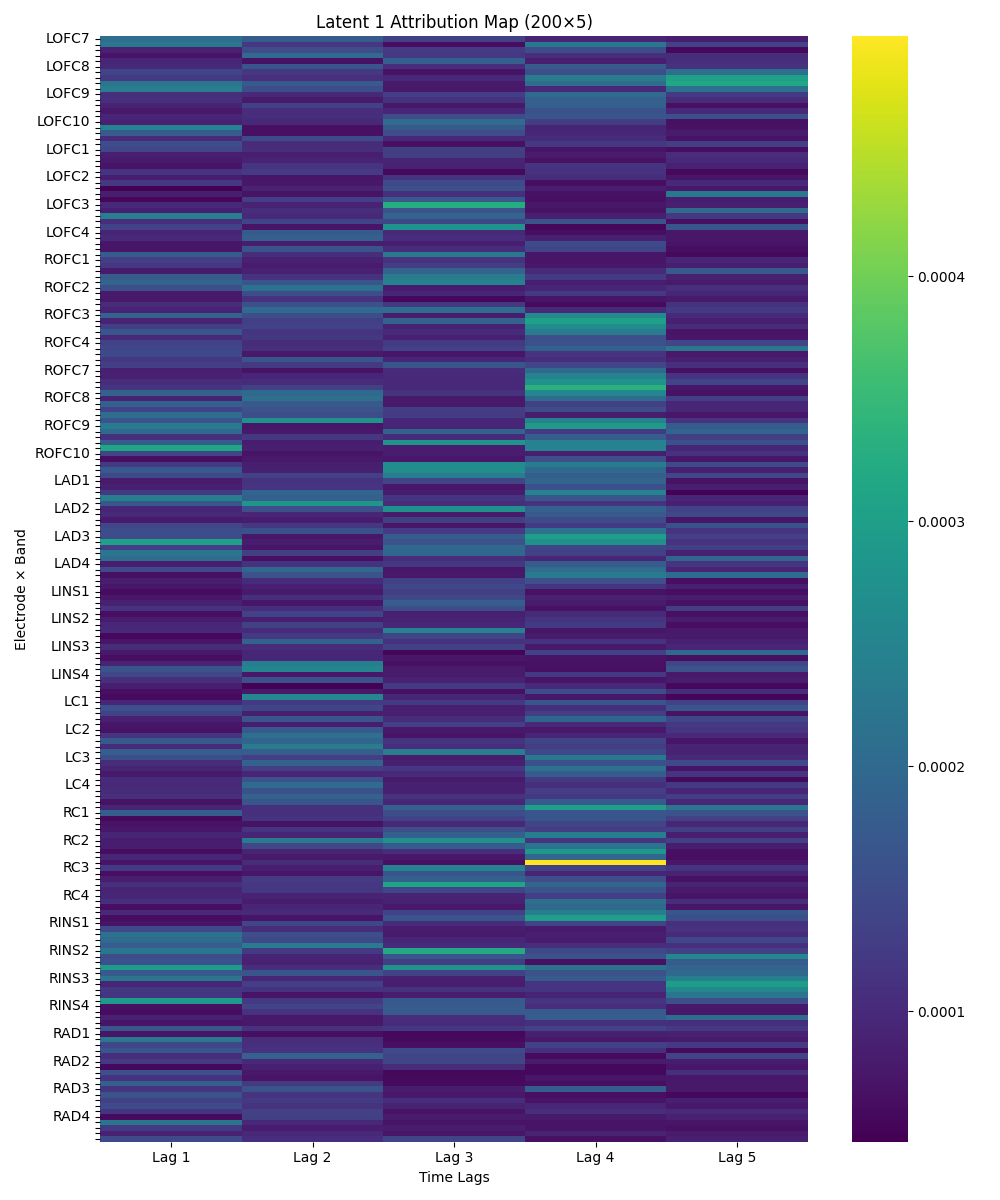 Latent 1 Attribution Map (200×5)
LOFC7
LOFC8
LOFC9
LOFC10
LOFC1
LOFC2
LOFC3
LOFC4
ROFC1
ROFC2
ROFC3
ROFC4
ROFC7
ROFC8
ROFC9
ROFC10
LAD1
LAD2
LAD3
LAD4
LINS1
LINS2
LINS3
LINS4
LC1
LC2
LC3
LC4
RC1
RC2
RC3
RC4
RINS1
RINS2
RINS3
RINS4
RAD1
RAD2
RAD3
RAD4
Electrode × Band
Lag 1 Lag 2 Lag 3 Lag 4 Lag 5
Time Lags
0.0004
0.0003
0.0002
0.0001